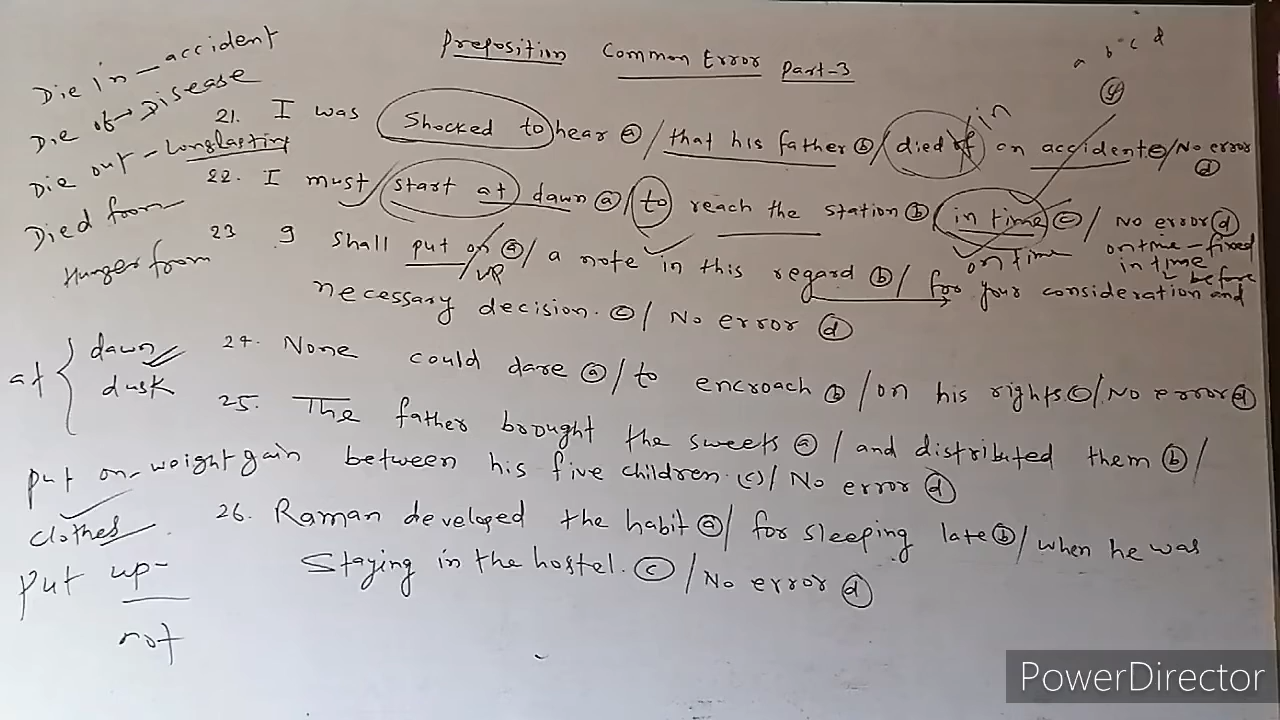 Preposition Common Error Part-3
a b c d
Die in - accident
Die of → Disease
Die out - Longlasting
Died from
Hunger from
21. I was Shocked to hear ⓐ / that his father ⓑ / died of in an accident ⓒ / No error ⓓ
22. I must / start at dawn ⓐ / to reach the station ⓑ / in time ⓒ / No error ⓓ
on time
on time - fixed
in time
before
23 I shall put on ⓐ / a note in this regard ⓑ / for your consideration and
up
necessary decision. ⓒ / No error ⓓ
at { dawn
dusk
24. None could dare ⓐ / to encroach ⓑ / on his rights ⓒ / No error ⓓ
25. The father brought the sweets ⓐ / and distributed them ⓑ /
between his five children. (c) / No error ⓓ
put on - weight gain
clothes
Put up -
not
26. Raman developed the habit ⓐ / for sleeping late ⓑ / when he was
Staying in the hostel. ⓒ / No error ⓓ
PowerDirector